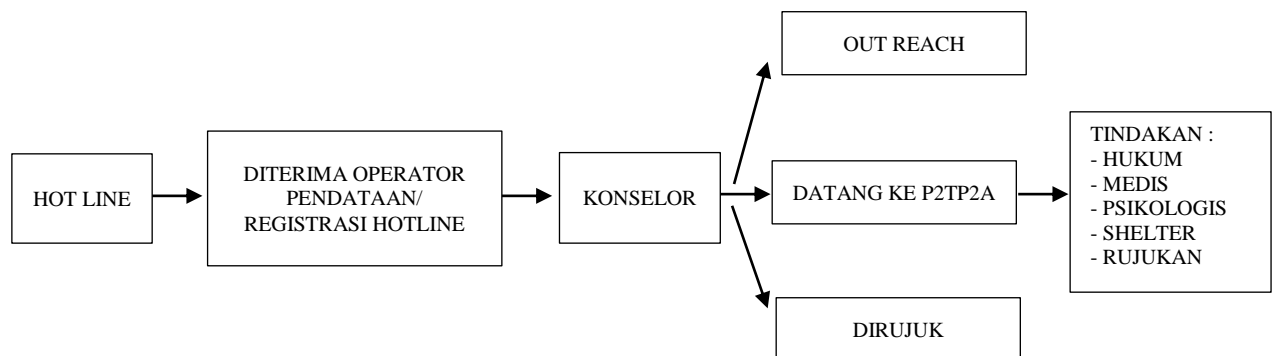 HOT LINE
DITERIMA OPERATOR
PENDATAAN/
REGISTRASI HOTLINE
KONSELOR
OUT REACH
DATANG KE P2TP2A
DIRUJUK
TINDAKAN :
- HUKUM
- MEDIS
- PSIKOLOGIS
- SHELTER
- RUJUKAN